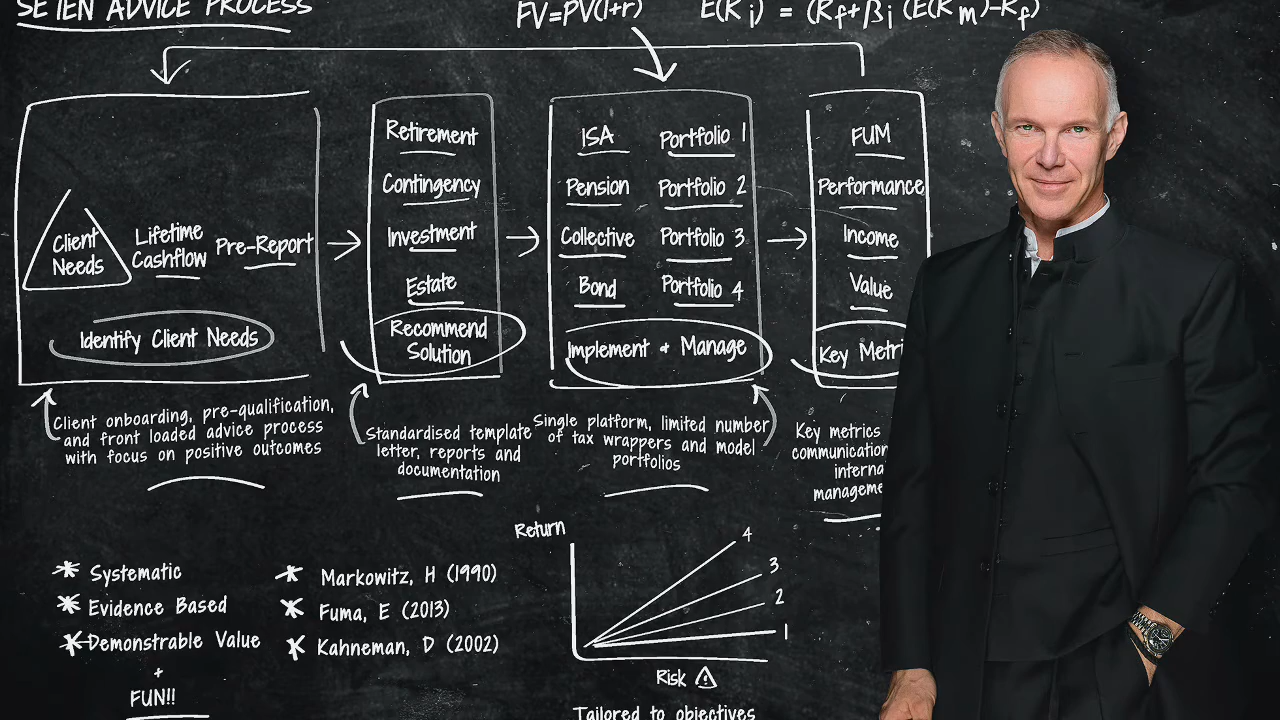 SE7EN ADVICE PROCESS
FV=PV(1+r)
E(Ri) = (Rf+βi (E(Rm)-Rf)
Client
Needs
Lifetime
Cashflow
Pre-Report
Identify Client Needs
Retirement
Contingency
Investment
Estate
Recommend
Solution
ISA
Pension
Collective
Bond
Portfolio 1
Portfolio 2
Portfolio 3
Portfolio 4
Implement + Manage
FUM
Performance
Income
Value
Key Metri
Client onboarding, pre-qualification,
and front loaded advice process
with focus on positive outcomes
Standardised template
letter, reports and
documentation
Single platform, limited number
of tax wrappers and model
portfolios
Key metrics
communication
interna
manageme
* Systematic
* Evidence Based
* Demonstrable Value
+
FUN!!
* Markowitz, H (1990)
* Fuma, E (2013)
* Kahneman, D (2002)
Return
4
3
2
1
Risk
Tailored to objectives